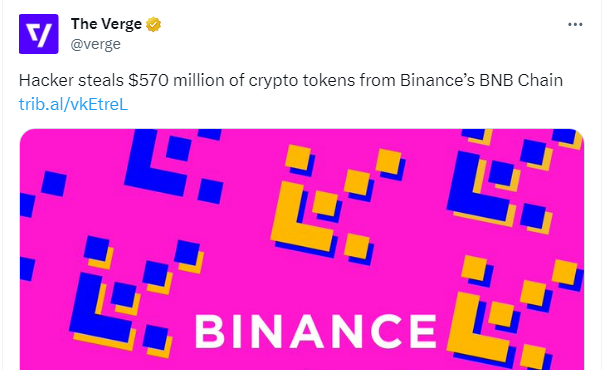 The Verge
@verge
Hacker steals $570 million of crypto tokens from Binance’s BNB Chain
trib.al/vkEtreL
BINANCE